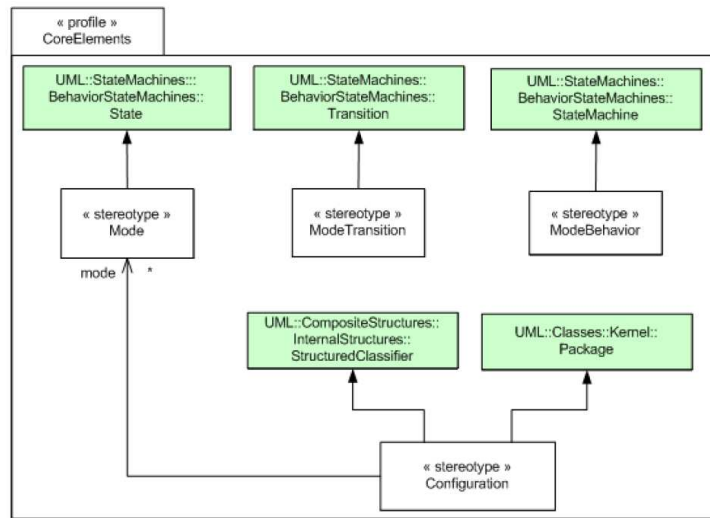 « profile »
CoreElements
UML::StateMachines:::
BehaviorStateMachines::
State
UML::StateMachines::
BehaviorStateMachines::
Transition
UML::StateMachines::
BehaviorStateMachines::
StateMachine
« stereotype »
Mode
« stereotype »
ModeTransition
« stereotype »
ModeBehavior
mode *
UML::CompositeStructures::
InternalStructures::
StructuredClassifier
UML::Classes::Kernel::
Package
« stereotype »
Configuration